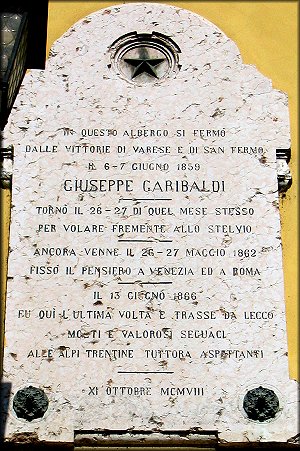 IN QUESTO ALBERGO SI FERMÒ
DALLE VITTORIE DI VARESE E DI SAN FERMO
IL 6-7 GIUGNO 1859
GIUSEPPE GARIBALDI
TORNÒ IL 26-27 DI QUEL MESE STESSO
PER VOLARE FREMENTE ALLO STELVIO
ANCORA VENNE IL 26-27 MAGGIO 1862
FISSO IL PENSIERO A VENEZIA ED A ROMA
IL 13 GIUGNO 1866
FU QUI L'ULTIMA VOLTA E TRASSE DA LECCO
MOLTI E VALOROSI SEGUACI
ALLE ALPI TRENTINE TUTTORA ASPETTANTI
XI OTTOBRE MCMVIII